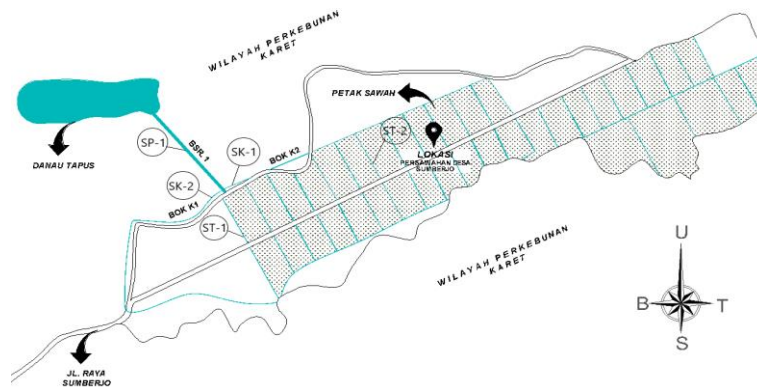 WILAYAH PERKEBUNAN
KARET
PETAK SAWAH
ST-2
LOKASI
PERSAWAHAN DESA
SUMBERJO
SP-1
BSR. 1
SK-1
BOK K2
DANAU TAPUS
SK-2
BOK K1
ST-1
WILAYAH PERKEBUNAN
KARET
U
B
T
S
JL. RAYA
SUMBERJO